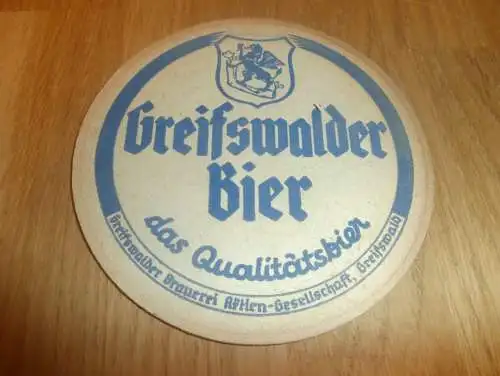 Greifswalder
Bier
das Qualitätsbier
Greifswalder Brauerei Aktien-Gesellschaft, Greifswald